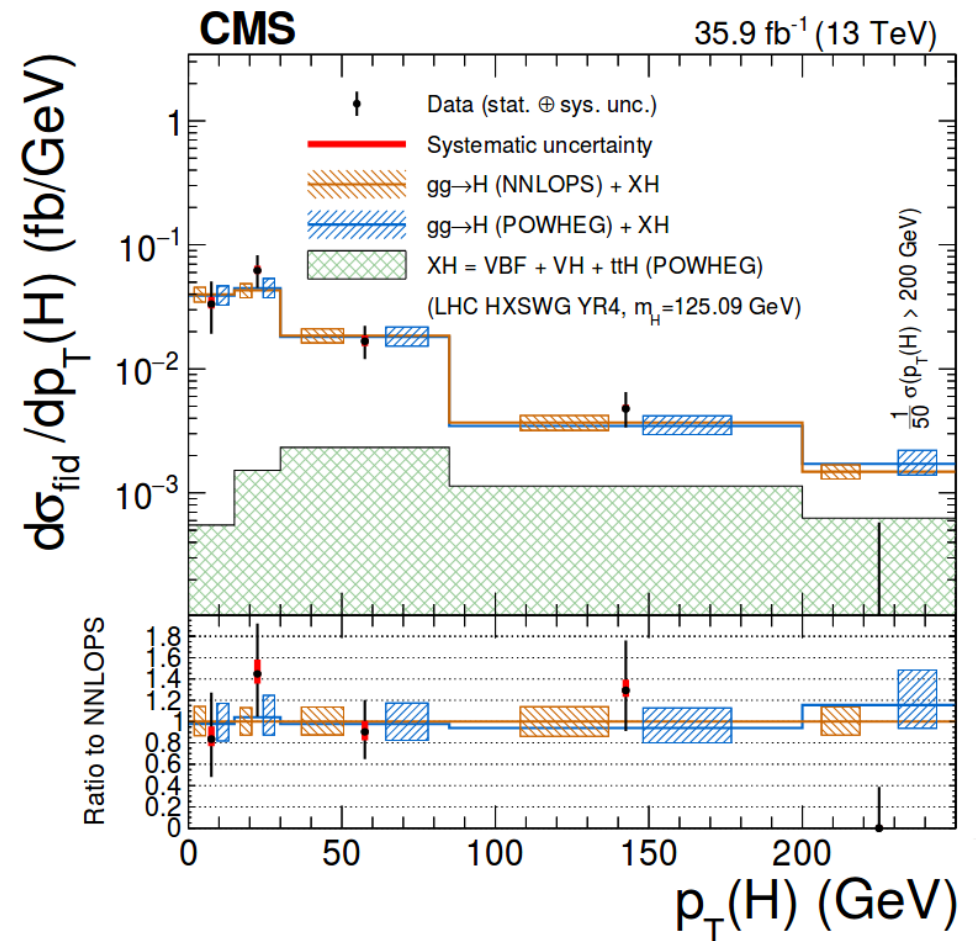 CMS
35.9 fb⁻¹ (13 TeV)
dσ_fid /dp_T(H) (fb/GeV)
1
10⁻¹
10⁻²
10⁻³
Data (stat. ⊕ sys. unc.)
Systematic uncertainty
gg→H (NNLOPS) + XH
gg→H (POWHEG) + XH
XH = VBF + VH + ttH (POWHEG)
(LHC HXSWG YR4, m_H=125.09 GeV)
1/50 σ(p_T(H) > 200 GeV)
Ratio to NNLOPS
1.8
1.6
1.4
1.2
1
0.8
0.6
0.4
0.2
0
0 50 100 150 200
p_T(H) (GeV)